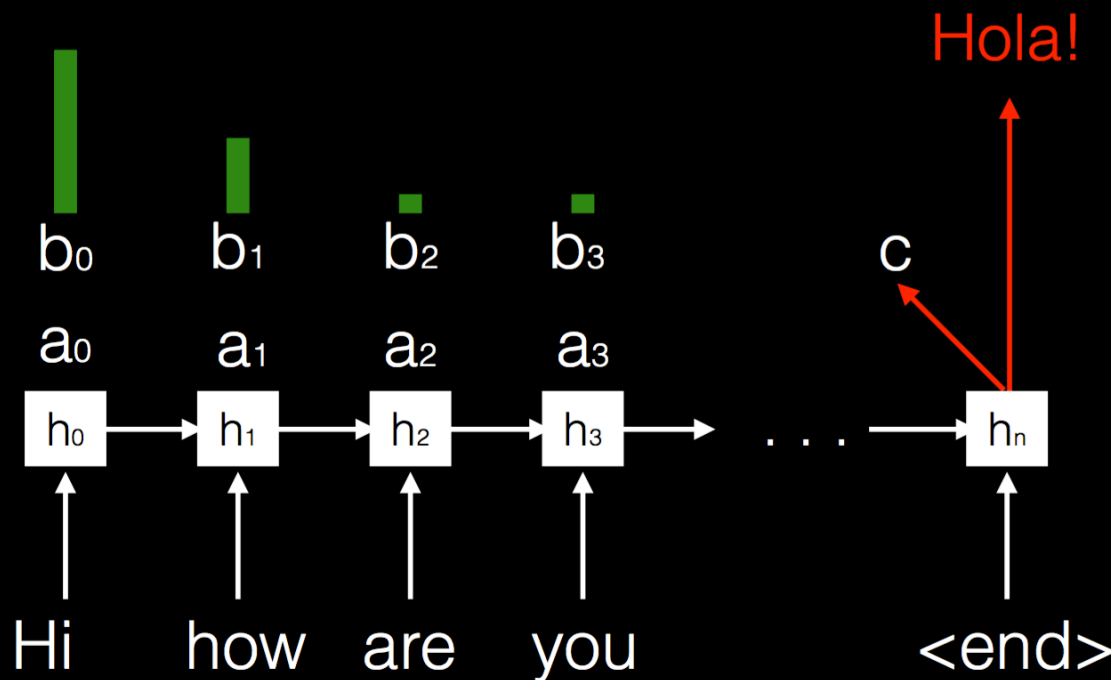 Hola!
b₀ b₁ b₂ b₃ c
a₀ a₁ a₂ a₃
h₀ h₁ h₂ h₃ . . . hₙ
Hi how are you <end>